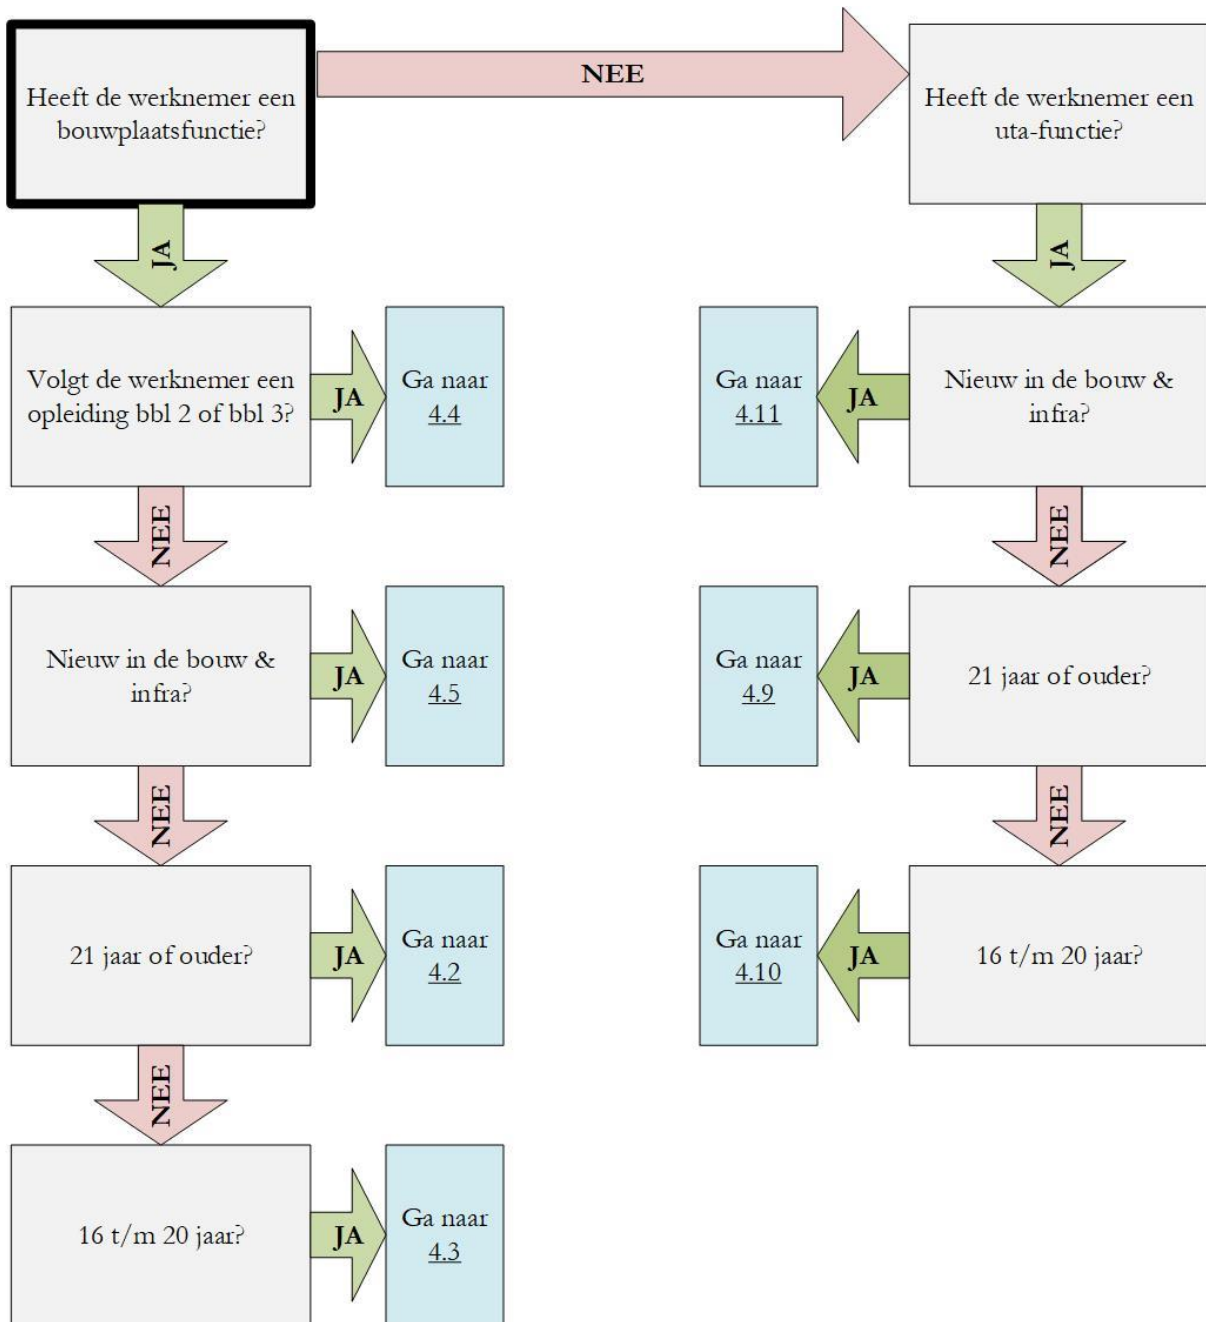 Heeft de werknemer een
bouwplaatsfunctie?
NEE
Heeft de werknemer een
uta-functie?
JA
JA
Volgt de werknemer een
opleiding bbl 2 of bbl 3?
JA
Ga naar
4.4
Ga naar
4.11
JA
Nieuw in de bouw &
infra?
NEE
NEE
Nieuw in de bouw &
infra?
JA
Ga naar
4.5
Ga naar
4.9
JA
21 jaar of ouder?
NEE
NEE
21 jaar of ouder?
JA
Ga naar
4.2
Ga naar
4.10
JA
16 t/m 20 jaar?
NEE
16 t/m 20 jaar?
JA
Ga naar
4.3